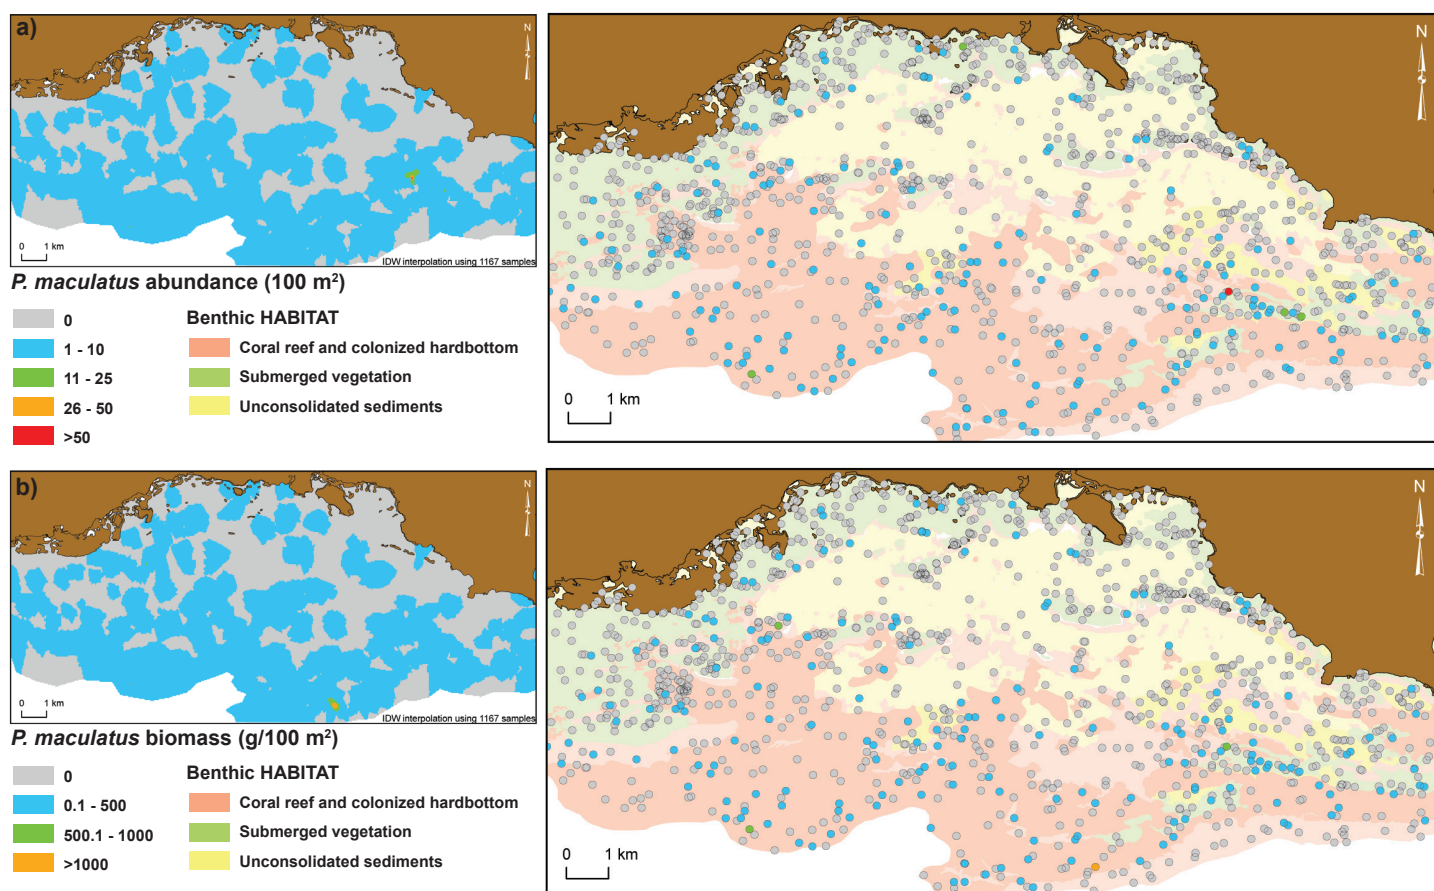 a)
N
0 1 km
IDW interpolation using 1167 samples
N
0 1 km
P. maculatus abundance (100 m²)
0
1 - 10
11 - 25
26 - 50
>50
Benthic HABITAT
Coral reef and colonized hardbottom
Submerged vegetation
Unconsolidated sediments
b)
N
0 1 km
IDW interpolation using 1167 samples
N
0 1 km
P. maculatus biomass (g/100 m²)
0
0.1 - 500
500.1 - 1000
>1000
Benthic HABITAT
Coral reef and colonized hardbottom
Submerged vegetation
Unconsolidated sediments